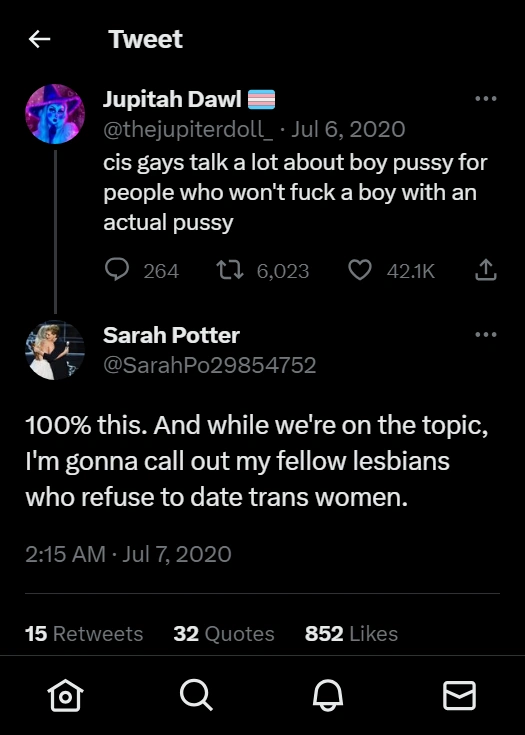 Tweet
Jupitah Dawl
@thejupiterdoll_ · Jul 6, 2020
cis gays talk a lot about boy pussy for
people who won't fuck a boy with an
actual pussy
264 6,023 42.1K
Sarah Potter
@SarahPo29854752
100% this. And while we're on the topic,
I'm gonna call out my fellow lesbians
who refuse to date trans women.
2:15 AM · Jul 7, 2020
15 Retweets 32 Quotes 852 Likes